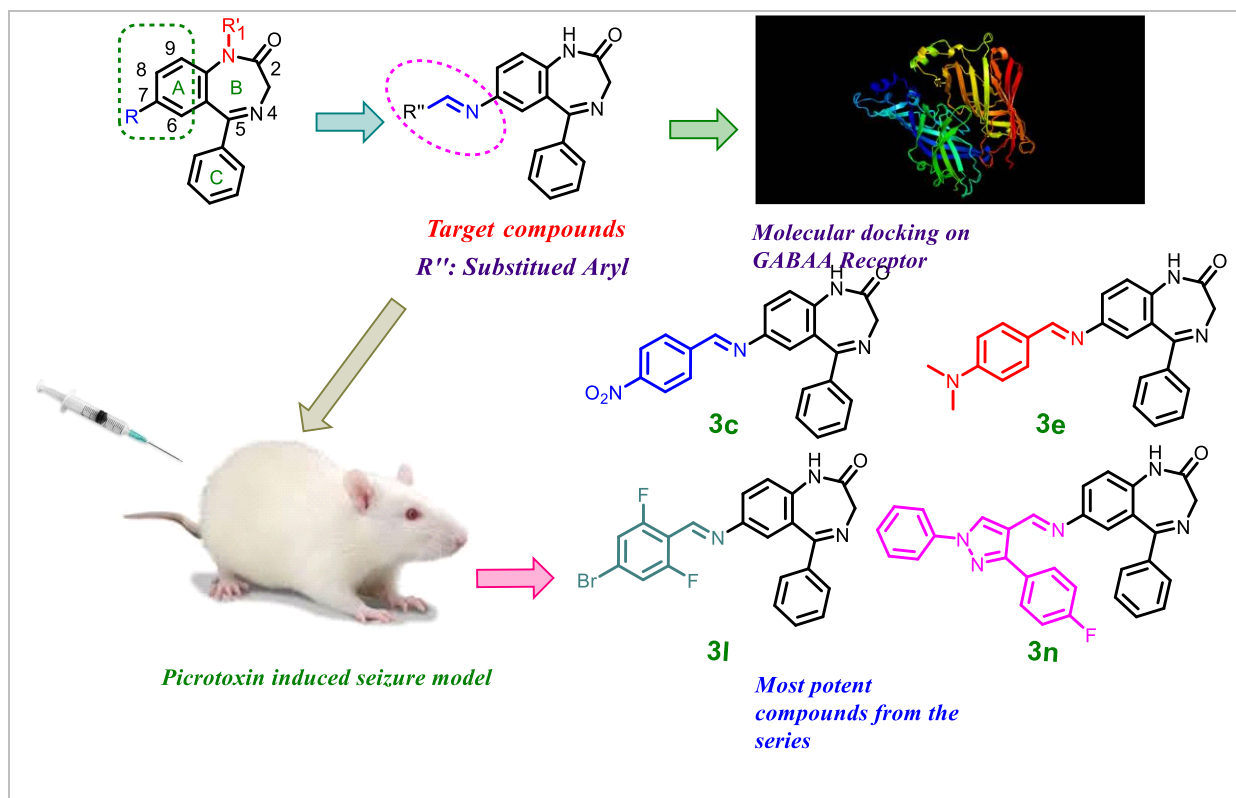 R'1
N
O
9
8
2
A
B
7
R
6
5
N
4
C
R''
N
H
N
O
N
Target compounds
R'': Substitued Aryl
Molecular docking on
GABAA Receptor
H
N
O
N
N
O2N
3c
H
N
O
N
N
N
3e
Picrotoxin induced seizure model
H
N
O
F
N
N
Br
F
3l
H
N
O
N
N
N
N
F
3n
Most potent
compounds from the
series